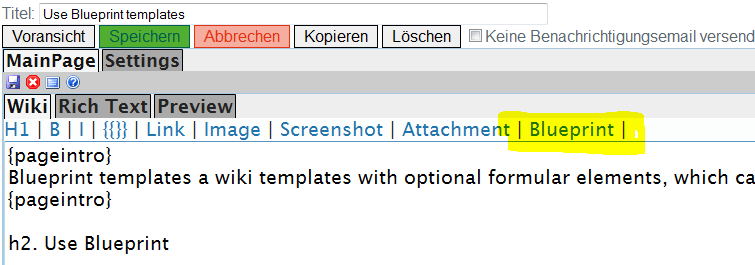 Titel: Use Blueprint templates
Voransicht Speichern Abbrechen Kopieren Löschen Keine Benachrichtigungsemail versend
MainPage Settings
Wiki Rich Text Preview
H1 | B | I | {{}} | Link | Image | Screenshot | Attachment | Blueprint |
{pageintro}
Blueprint templates a wiki templates with optional formular elements, which ca
{pageintro}
h2. Use Blueprint